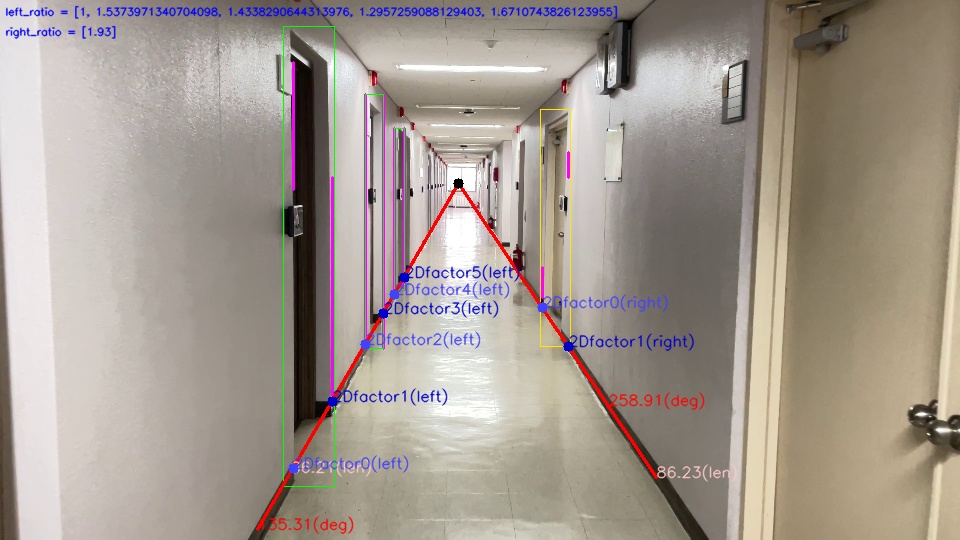 left_ratio = [1, 1.5373971340704098, 1.4338290644313976, 1.2957259088129403, 1.6710743826123955]
right_ratio = [1.93]
2Dfactor5(left)
2Dfactor4(left)
2Dfactor0(right)
2Dfactor3(left)
2Dfactor2(left)
2Dfactor1(right)
2Dfactor1(left)
258.91(deg)
2Dfactor0(left)
86.23(len)
35.31(deg)